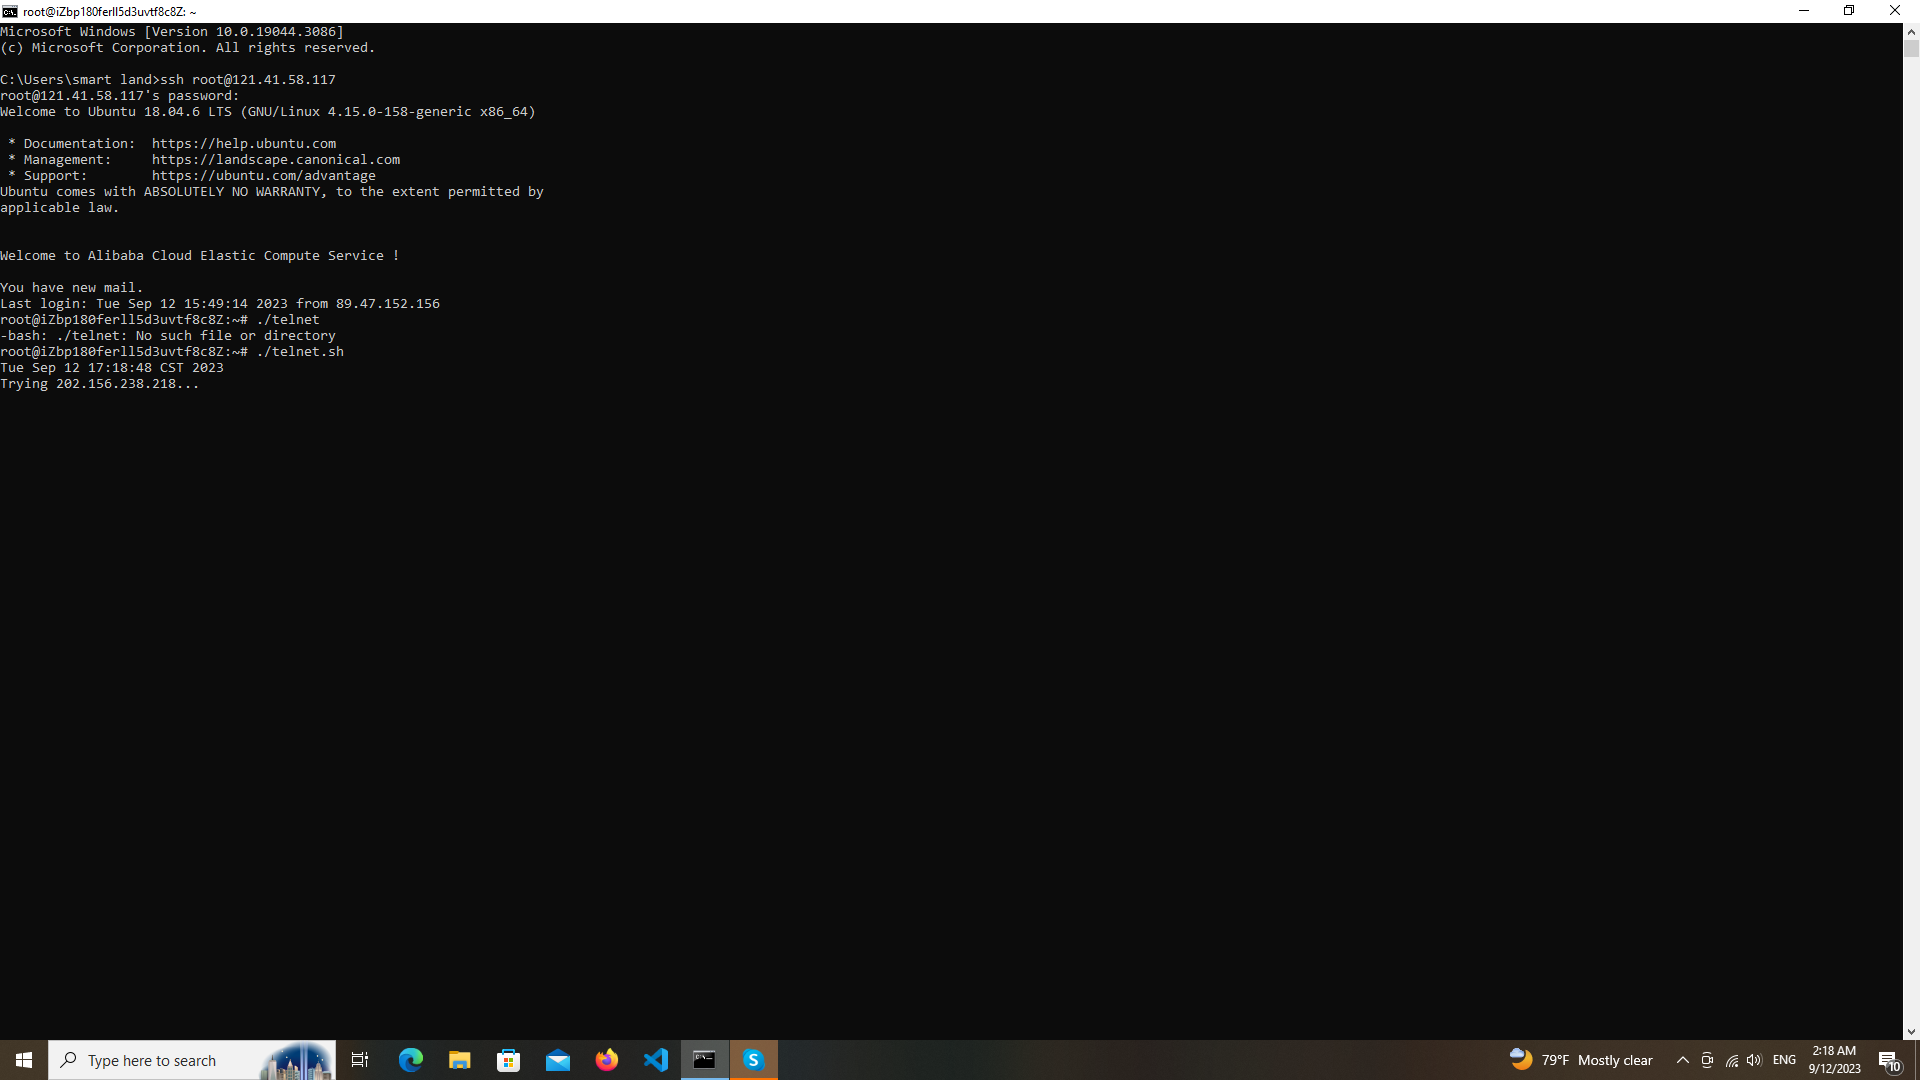 root@iZbp180ferll5d3uvtf8c8Z: ~
Microsoft Windows [Version 10.0.19044.3086]
(c) Microsoft Corporation. All rights reserved.
C:\Users\smart land>ssh root@121.41.58.117
root@121.41.58.117's password:
Welcome to Ubuntu 18.04.6 LTS (GNU/Linux 4.15.0-158-generic x86_64)
* Documentation:  https://help.ubuntu.com
* Management:     https://landscape.canonical.com
* Support:        https://ubuntu.com/advantage
Ubuntu comes with ABSOLUTELY NO WARRANTY, to the extent permitted by
applicable law.
Welcome to Alibaba Cloud Elastic Compute Service !
You have new mail.
Last login: Tue Sep 12 15:49:14 2023 from 89.47.152.156
root@iZbp180ferll5d3uvtf8c8Z:~# ./telnet
-bash: ./telnet: No such file or directory
root@iZbp180ferll5d3uvtf8c8Z:~# ./telnet.sh
Tue Sep 12 17:18:48 CST 2023
Trying 202.156.238.218...
Type here to search
79°F Mostly clear
ENG
2:18 AM
9/12/2023
10